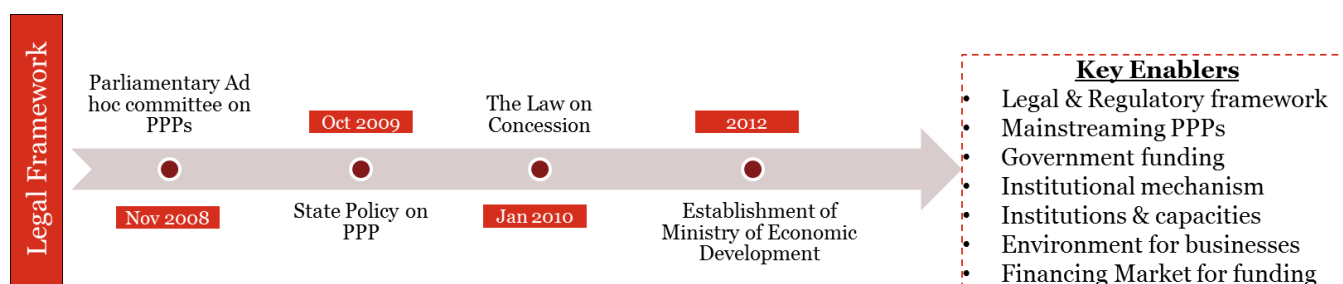 Legal Framework
Parliamentary Ad
hoc committee on
PPPs
Nov 2008
Oct 2009
State Policy on
PPP
The Law on
Concession
Jan 2010
2012
Establishment of
Ministry of Economic
Development
Key Enablers
• Legal & Regulatory framework
• Mainstreaming PPPs
• Government funding
• Institutional mechanism
• Institutions & capacities
• Environment for businesses
• Financing Market for funding